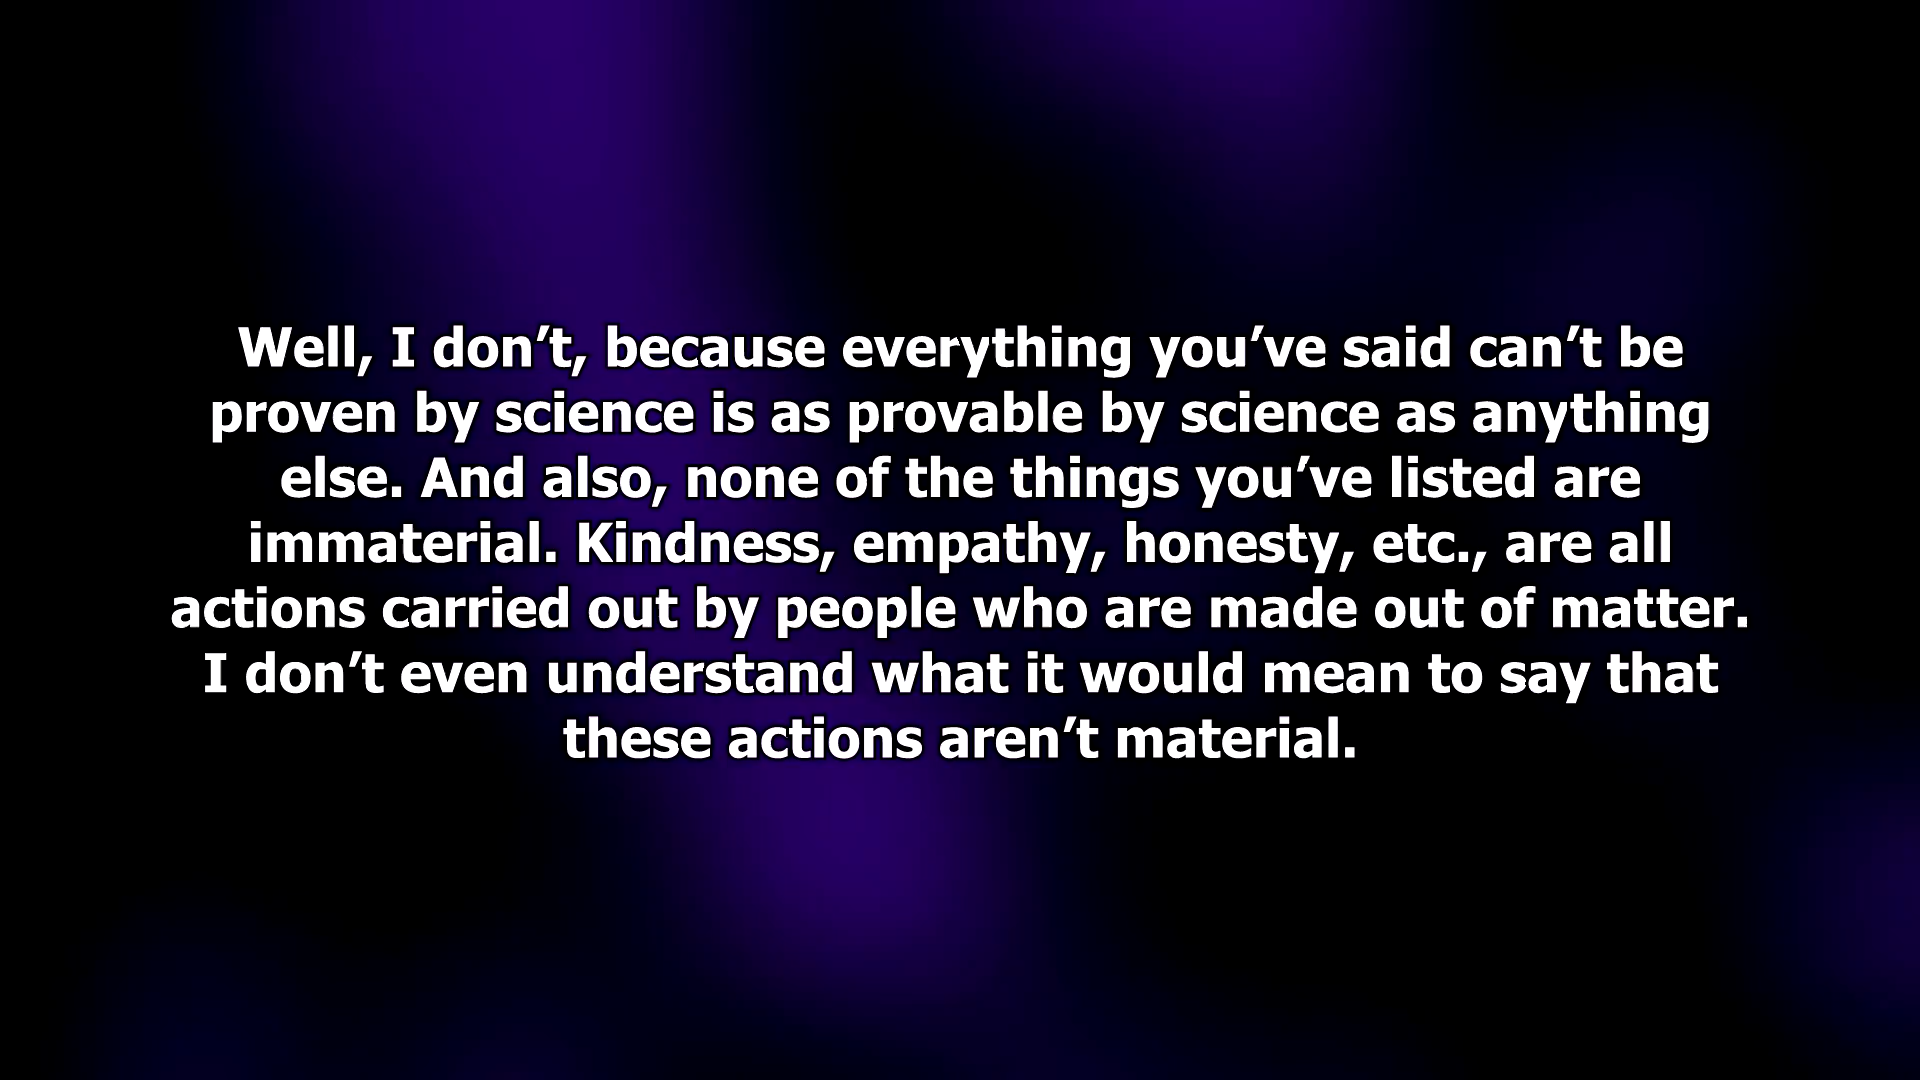 Well, I don’t, because everything you’ve said can’t be
proven by science is as provable by science as anything
else. And also, none of the things you’ve listed are
immaterial. Kindness, empathy, honesty, etc., are all
actions carried out by people who are made out of matter.
I don’t even understand what it would mean to say that
these actions aren’t material.